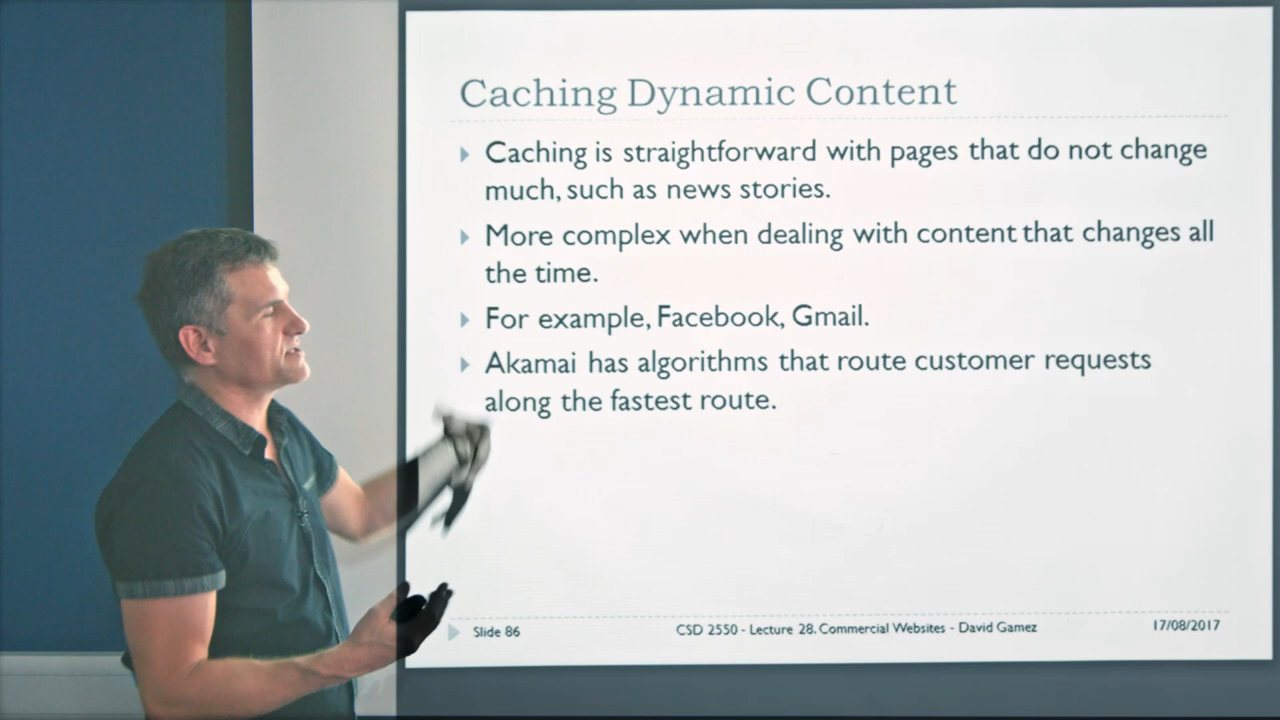 Caching Dynamic Content
Caching is straightforward with pages that do not change
much, such as news stories.
More complex when dealing with content that changes all
the time.
For example, Facebook, Gmail.
Akamai has algorithms that route customer requests
along the fastest route.
Slide 86
CSD 2550 - Lecture 28. Commercial Websites - David Gamez
17/08/2017